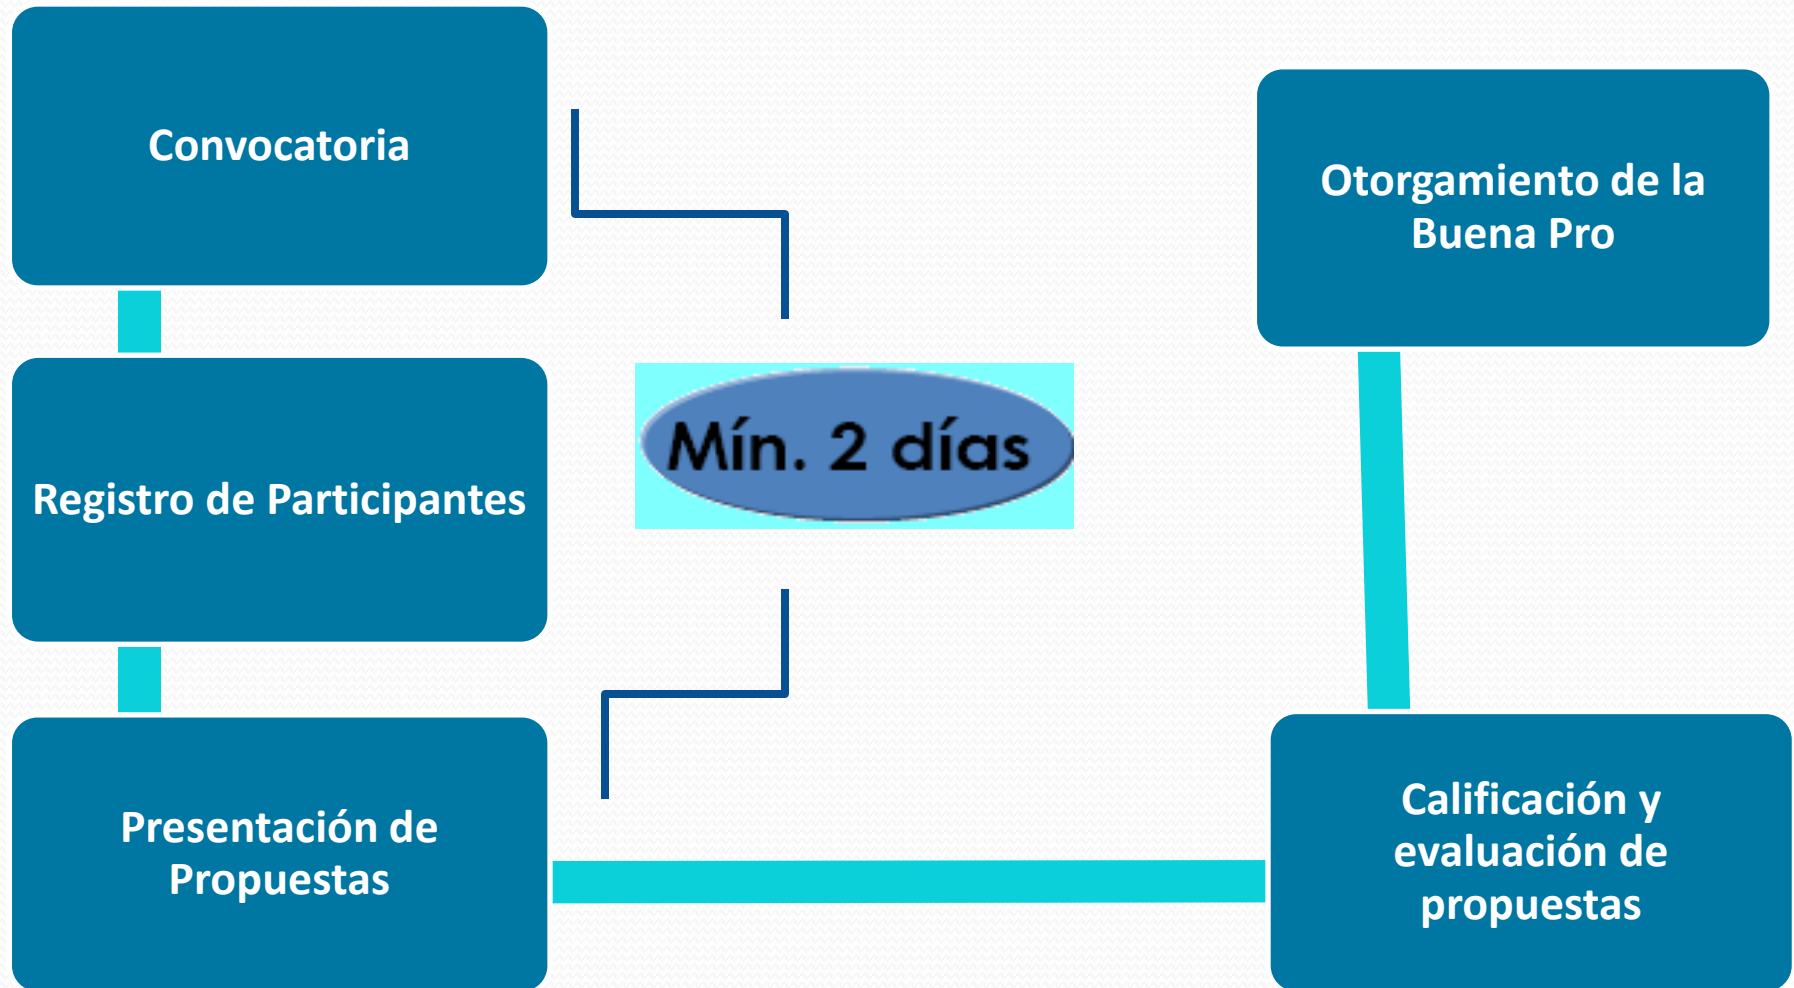 Convocatoria
Registro de Participantes
Presentación de
Propuestas
Mín. 2 días
Otorgamiento de la
Buena Pro
Calificación y
evaluación de
propuestas